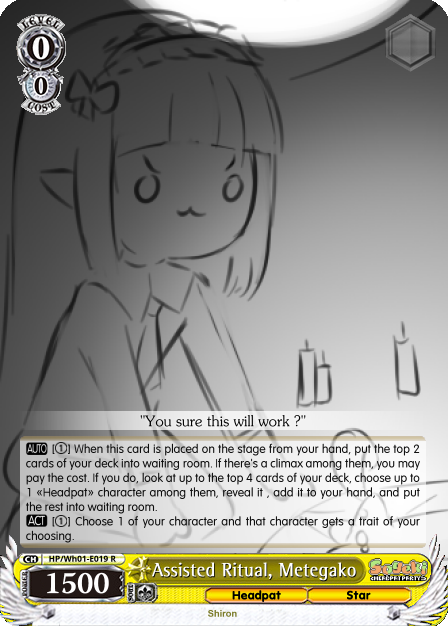 LEVEL
0
0
COST
"You sure this will work ?"
AUTO [①] When this card is placed on the stage from your hand, put the top 2
cards of your deck into waiting room. If there's a climax among them, you may
pay the cost. If you do, look at up to the top 4 cards of your deck, choose up to
1 «Headpat» character among them, reveal it , add it to your hand, and put
the rest into waiting room.
ACT [①] Choose 1 of your character and that character gets a trait of your
choosing.
CH HP/Wh01-E019 R
POWER
1500
SOUL
Assisted Ritual, Metegako
HEADPATPARTY'S
Headpat
Star
Shiron